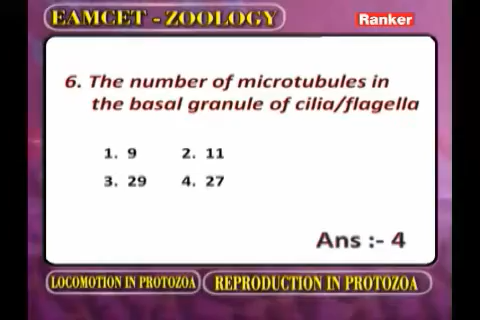 EAMCET - ZOOLOGY
Ranker
6. The number of microtubules in
the basal granule of cilia/flagella
1. 9 2. 11
3. 29 4. 27
Ans :- 4
LOCOMOTION IN PROTOZOA REPRODUCTION IN PROTOZOA